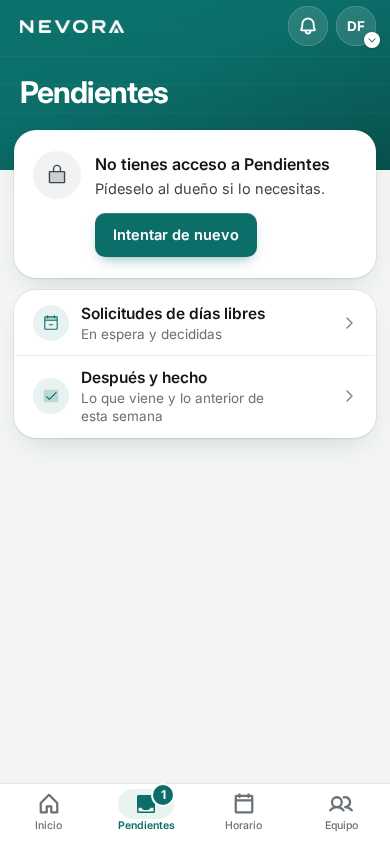 NEVORA
DF
Pendientes
No tienes acceso a Pendientes
Pídeselo al dueño si lo necesitas.
Intentar de nuevo
Solicitudes de días libres
En espera y decididas
Después y hecho
Lo que viene y lo anterior de
esta semana
1
Inicio
Pendientes
Horario
Equipo